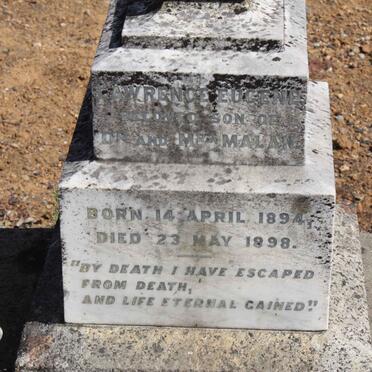 LAWRENCE EUGENE
SON OF
DR AND MRS MALAN
BORN 14 APRIL 1894,
DIED 23 MAY 1898.
"BY DEATH I HAVE ESCAPED
FROM DEATH,
AND LIFE ETERNAL GAINED".